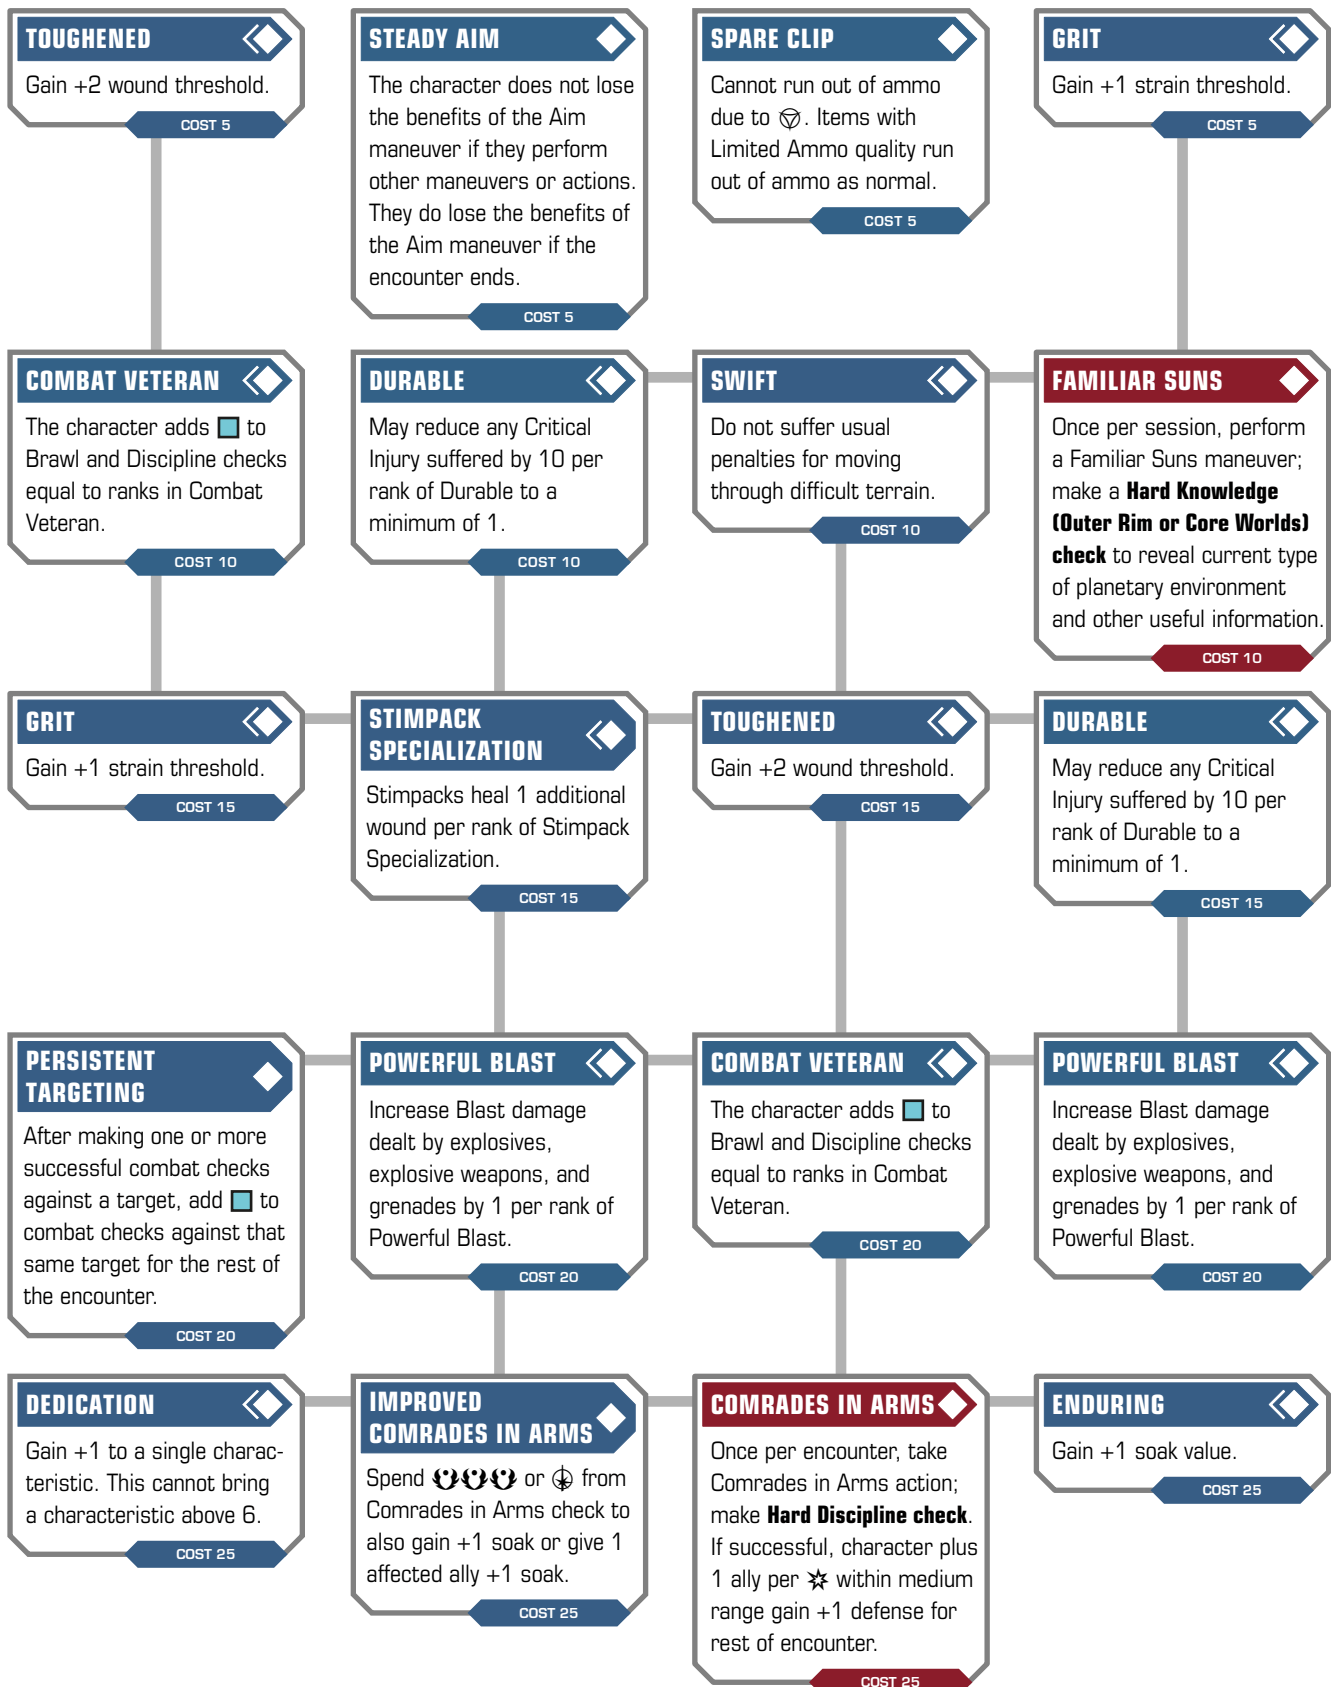 TOUGHENED
Gain +2 wound threshold.
COST 5
STEADY AIM
The character does not lose
the benefits of the Aim
maneuver if they perform
other maneuvers or actions.
They do lose the benefits of
the Aim maneuver if the
encounter ends.
COST 5
SPARE CLIP
Cannot run out of ammo
due to . Items with
Limited Ammo quality run
out of ammo as normal.
COST 5
GRIT
Gain +1 strain threshold.
COST 5
COMBAT VETERAN
The character adds to
Brawl and Discipline checks
equal to ranks in Combat
Veteran.
COST 10
DURABLE
May reduce any Critical
Injury suffered by 10 per
rank of Durable to a
minimum of 1.
COST 10
SWIFT
Do not suffer usual
penalties for moving
through difficult terrain.
COST 10
FAMILIAR SUNS
Once per session, perform
a Familiar Suns maneuver;
make a Hard Knowledge
(Outer Rim or Core Worlds)
check to reveal current type
of planetary environment
and other useful information.
COST 10
GRIT
Gain +1 strain threshold.
COST 15
STIMPACK
SPECIALIZATION
Stimpacks heal 1 additional
wound per rank of Stimpack
Specialization.
COST 15
TOUGHENED
Gain +2 wound threshold.
COST 15
DURABLE
May reduce any Critical
Injury suffered by 10 per
rank of Durable to a
minimum of 1.
COST 15
PERSISTENT
TARGETING
After making one or more
successful combat checks
against a target, add to
combat checks against that
same target for the rest of
the encounter.
COST 20
POWERFUL BLAST
Increase Blast damage
dealt by explosives,
explosive weapons, and
grenades by 1 per rank of
Powerful Blast.
COST 20
COMBAT VETERAN
The character adds to
Brawl and Discipline checks
equal to ranks in Combat
Veteran.
COST 20
POWERFUL BLAST
Increase Blast damage
dealt by explosives,
explosive weapons, and
grenades by 1 per rank of
Powerful Blast.
COST 20
DEDICATION
Gain +1 to a single charac-
teristic. This cannot bring
a characteristic above 6.
COST 25
IMPROVED
COMRADES IN ARMS
Spend or from
Comrades in Arms check to
also gain +1 soak or give 1
affected ally +1 soak.
COST 25
COMRADES IN ARMS
Once per encounter, take
Comrades in Arms action;
make Hard Discipline check.
If successful, character plus
1 ally per within medium
range gain +1 defense for
rest of encounter.
COST 25
ENDURING
Gain +1 soak value.
COST 25